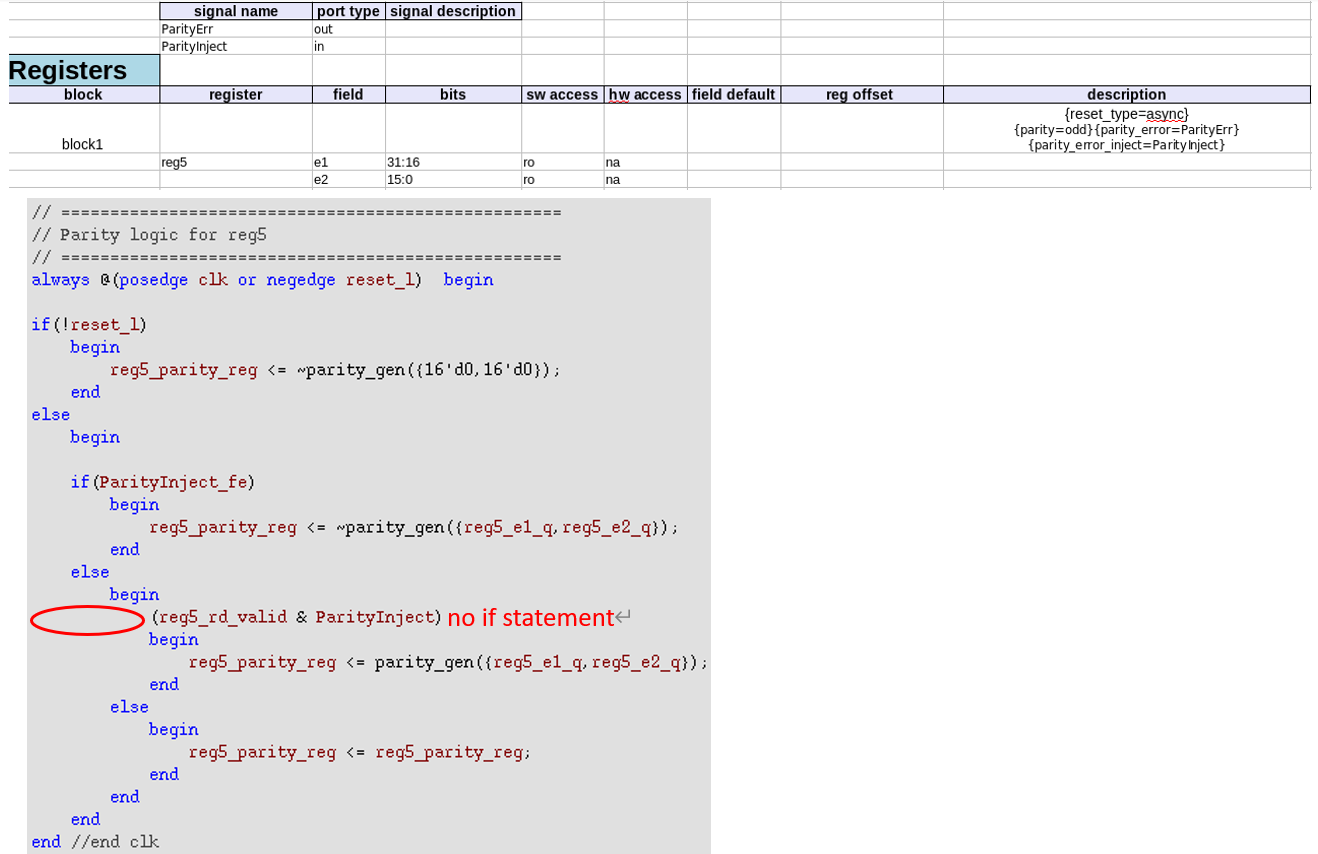 signal name port type signal description
ParityErr out
ParityInject in
Registers
block register field bits sw access hw access field default reg offset description
{reset_type=async}
{parity=odd}{parity_error=ParityErr}
block1 {parity_error_inject=ParityInject}
reg5 e1 31:16 ro na
e2 15:0 ro na
// ===================================================
// Parity logic for reg5
// ===================================================
always @(posedge clk or negedge reset_l) begin
if(!reset_l)
begin
reg5_parity_reg <= ~parity_gen({16'd0,16'd0});
end
else
begin
if(ParityInject_fe)
begin
reg5_parity_reg <= ~parity_gen({reg5_e1_q,reg5_e2_q});
end
else
begin
(reg5_rd_valid & ParityInject) no if statement↵
begin
reg5_parity_reg <= parity_gen({reg5_e1_q,reg5_e2_q});
end
else
begin
reg5_parity_reg <= reg5_parity_reg;
end
end
end
end //end clk